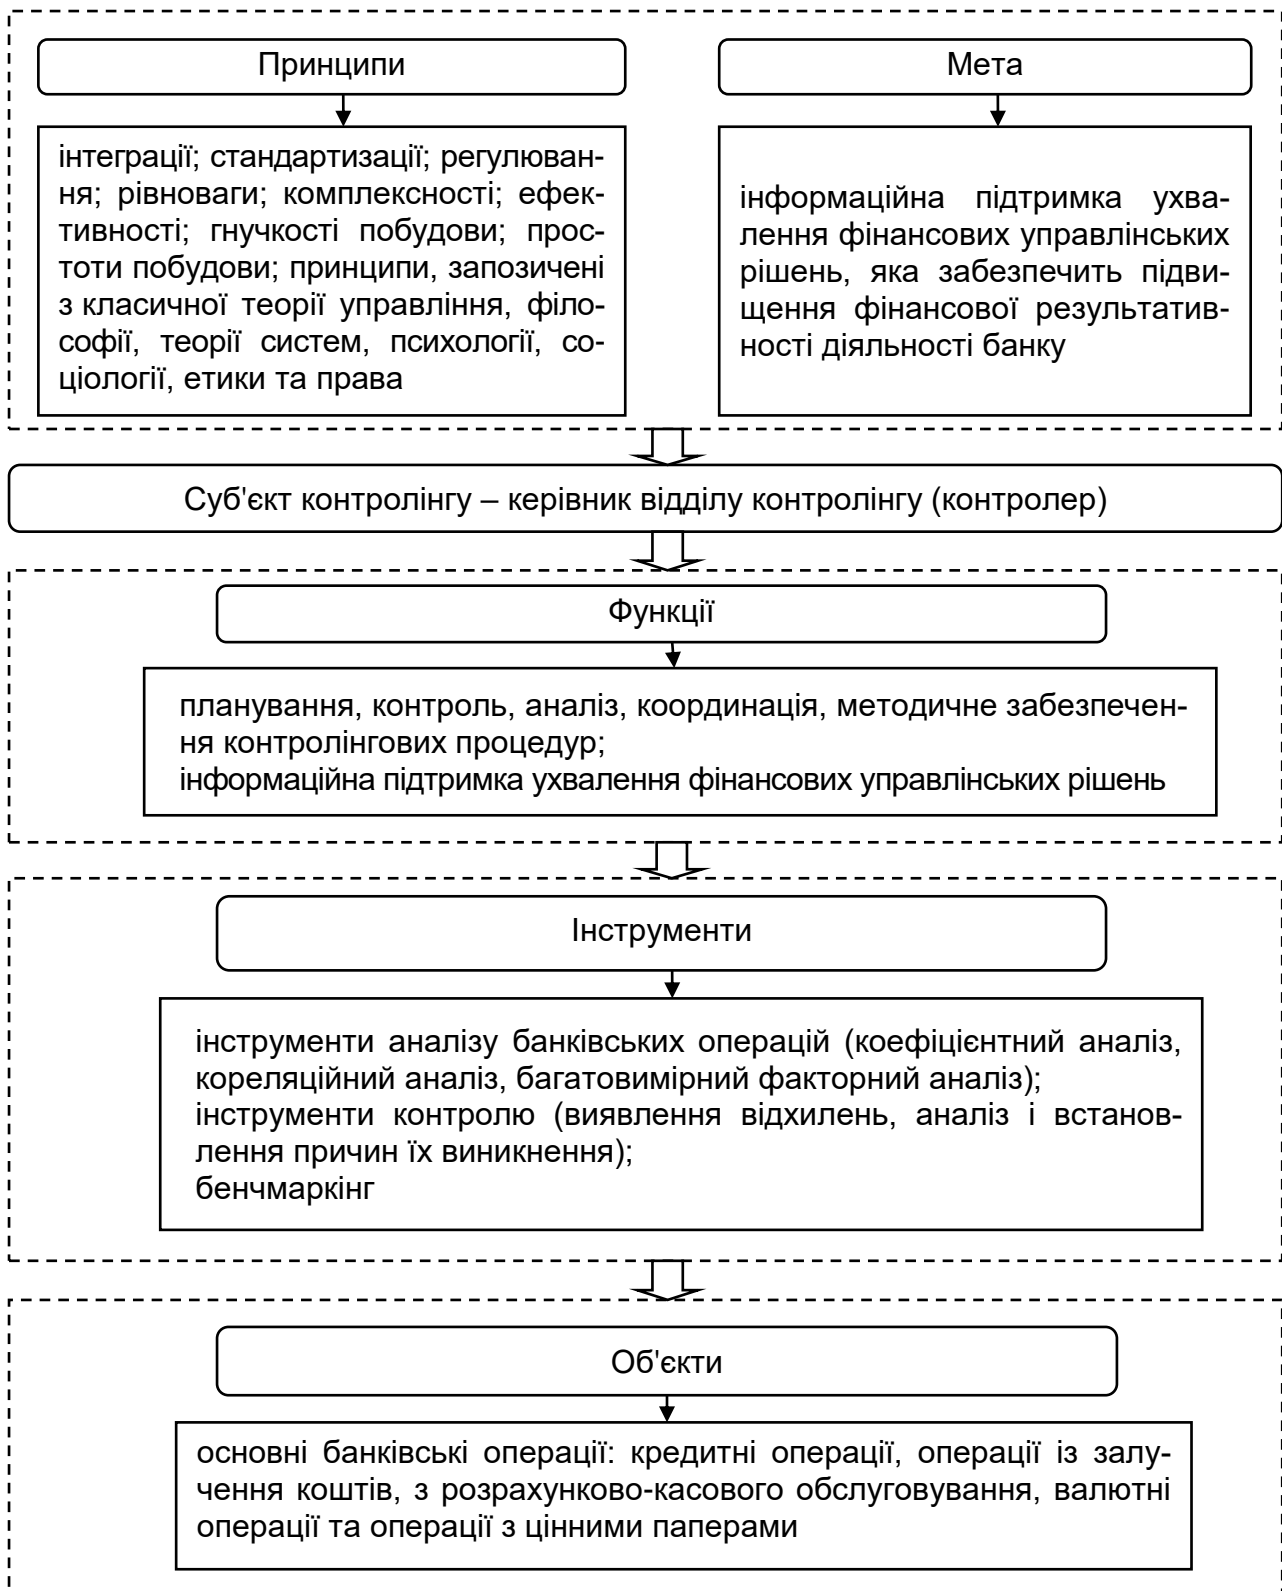 Принципи
інтеграції; стандартизації; регулюван-
ня; рівноваги; комплексності; ефек-
тивності; гнучкості побудови; прос-
тоти побудови; принципи, запозичені
з класичної теорії управління, філо-
софії, теорії систем, психології, со-
ціології, етики та права
Мета
інформаційна підтримка ухва-
лення фінансових управлінських
рішень, яка забезпечить підви-
щення фінансової результатив-
ності діяльності банку
Суб'єкт контролінгу – керівник відділу контролінгу (контролер)
Функції
планування, контроль, аналіз, координація, методичне забезпечен-
ня контролінгових процедур;
інформаційна підтримка ухвалення фінансових управлінських рішень
Інструменти
інструменти аналізу банківських операцій (коефіцієнтний аналіз,
кореляційний аналіз, багатовимірний факторний аналіз);
інструменти контролю (виявлення відхилень, аналіз і встанов-
лення причин їх виникнення);
бенчмаркінг
Об'єкти
основні банківські операції: кредитні операції, операції із залу-
чення коштів, з розрахунково-касового обслуговування, валютні
операції та операції з цінними паперами